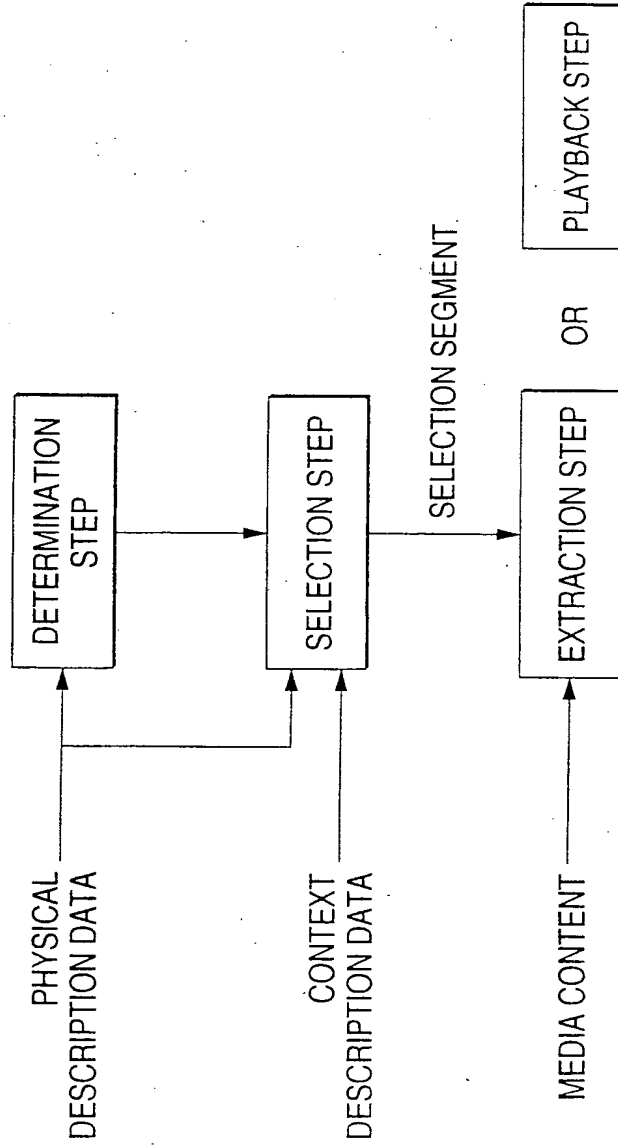 PHYSICAL
DESCRIPTION DATA
DETERMINATION
STEP
CONTEXT
DESCRIPTION DATA
SELECTION STEP
SELECTION SEGMENT
MEDIA CONTENT
EXTRACTION STEP
OR
PLAYBACK STEP